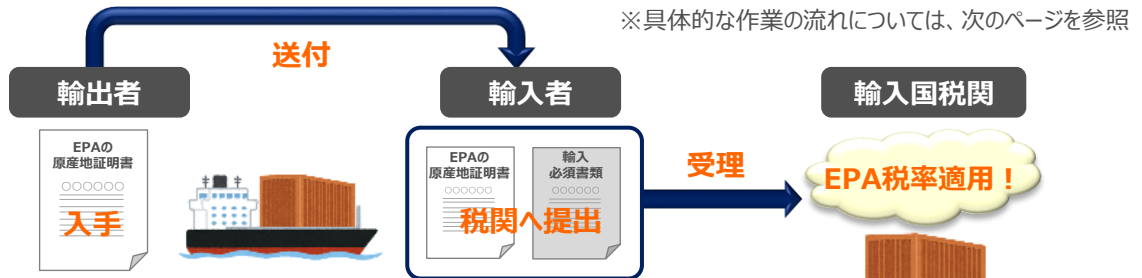 ※具体的な作業の流れについては、次のページを参照
送付
輸出者
輸入者
輸入国税関
EPAの
原産地証明書
○○○○○○
入手
EPAの
原産地証明書
○○○○○○
輸入
必須書類
○○○○○○
税関へ提出
受理
EPA税率適用！